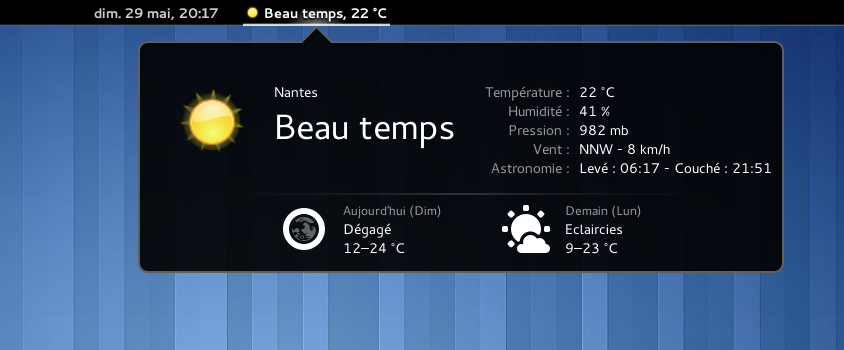 dim. 29 mai, 20:17 Beau temps, 22 °C
Nantes
Beau temps
Température : 22 °C
Humidité : 41 %
Pression : 982 mb
Vent : NNW - 8 km/h
Astronomie : Levé : 06:17 - Couché : 21:51
Aujourd'hui (Dim)
Dégagé
12–24 °C
Demain (Lun)
Eclaircies
9–23 °C